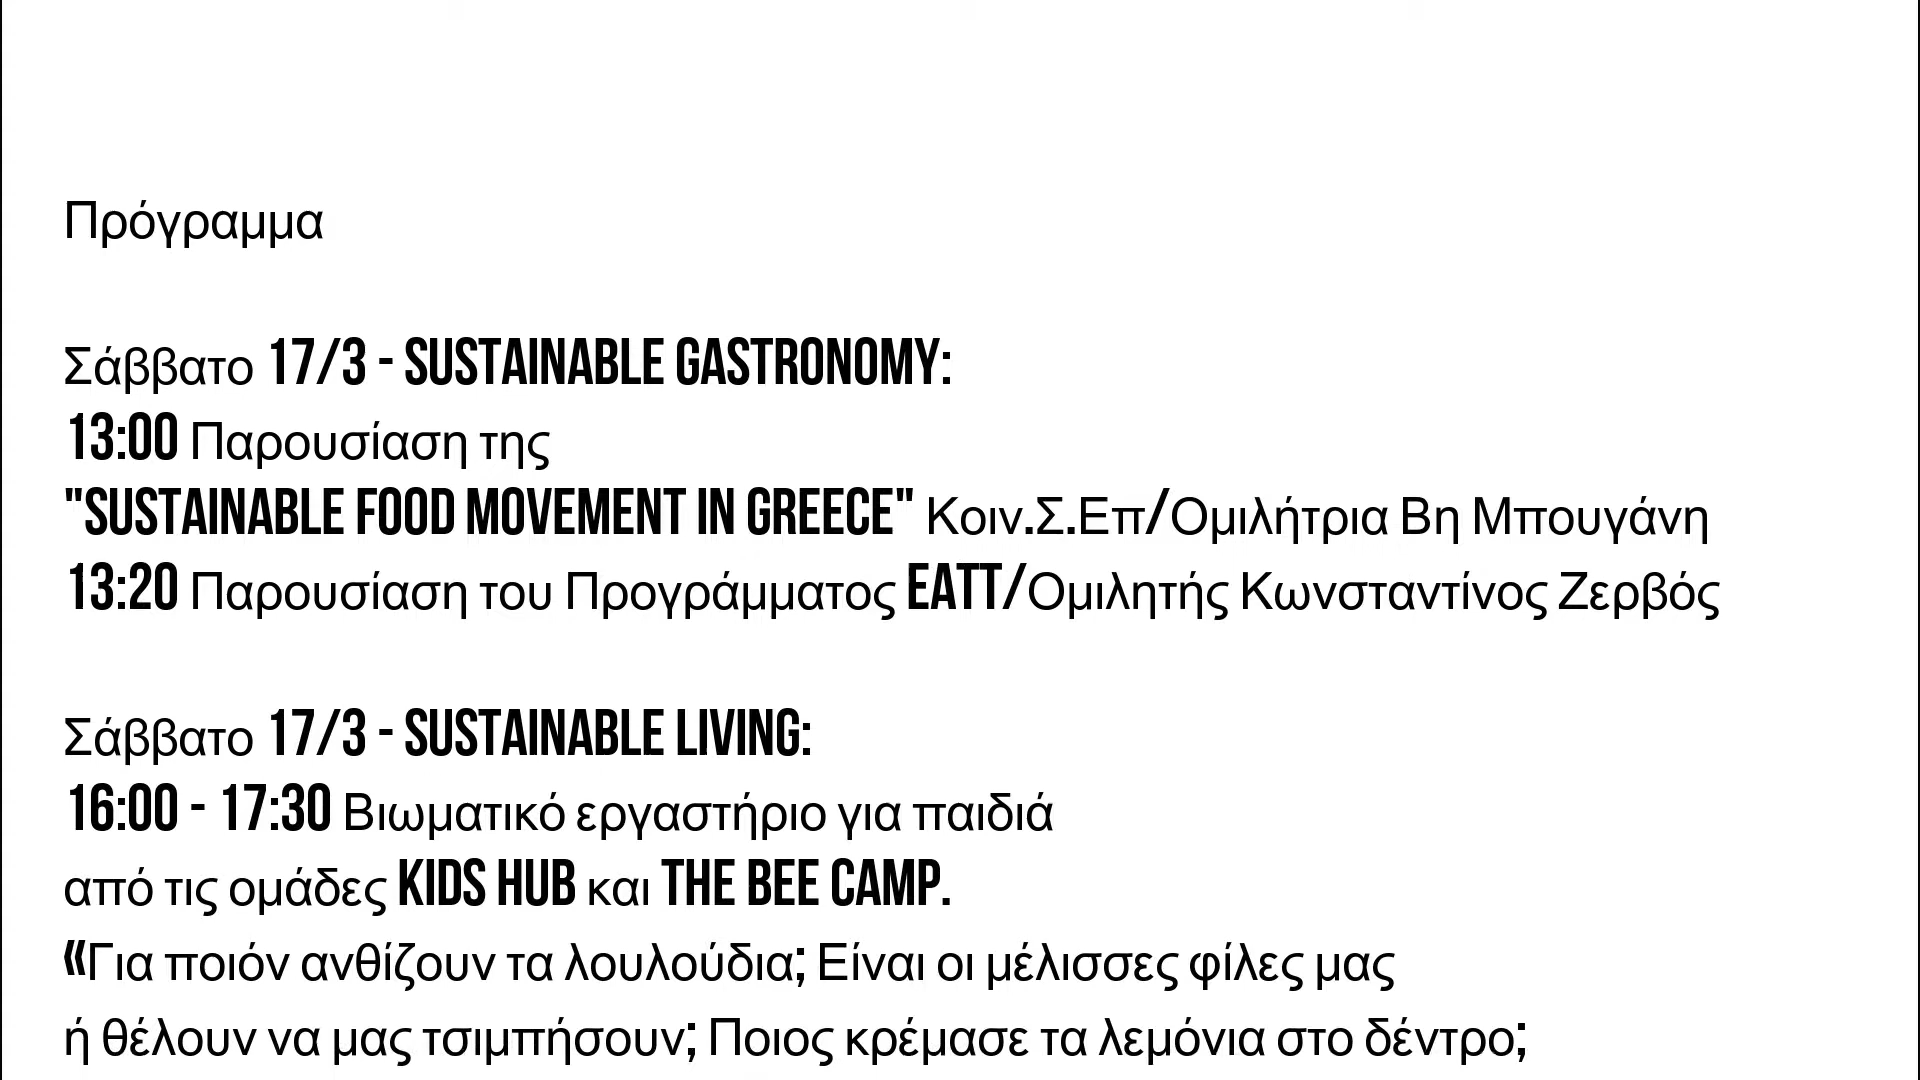 Πρόγραμμα
Σάββατο 17/3 - SUSTAINABLE GASTRONOMY:
13:00 Παρουσίαση της
"SUSTAINABLE FOOD MOVEMENT IN GREECE" Κοιν.Σ.Επ/Ομιλήτρια Βη Μπουγάνη
13:20 Παρουσίαση του Προγράμματος EATT/Ομιλητής Κωνσταντίνος Ζερβός
Σάββατο 17/3 - SUSTAINABLE LIVING:
16:00 - 17:30 Βιωματικό εργαστήριο για παιδιά
από τις ομάδες KIDS HUB και THE BEE CAMP.
«Για ποιόν ανθίζουν τα λουλούδια; Είναι οι μέλισσες φίλες μας
ή θέλουν να μας τσιμπήσουν; Ποιος κρέμασε τα λεμόνια στο δέντρο;